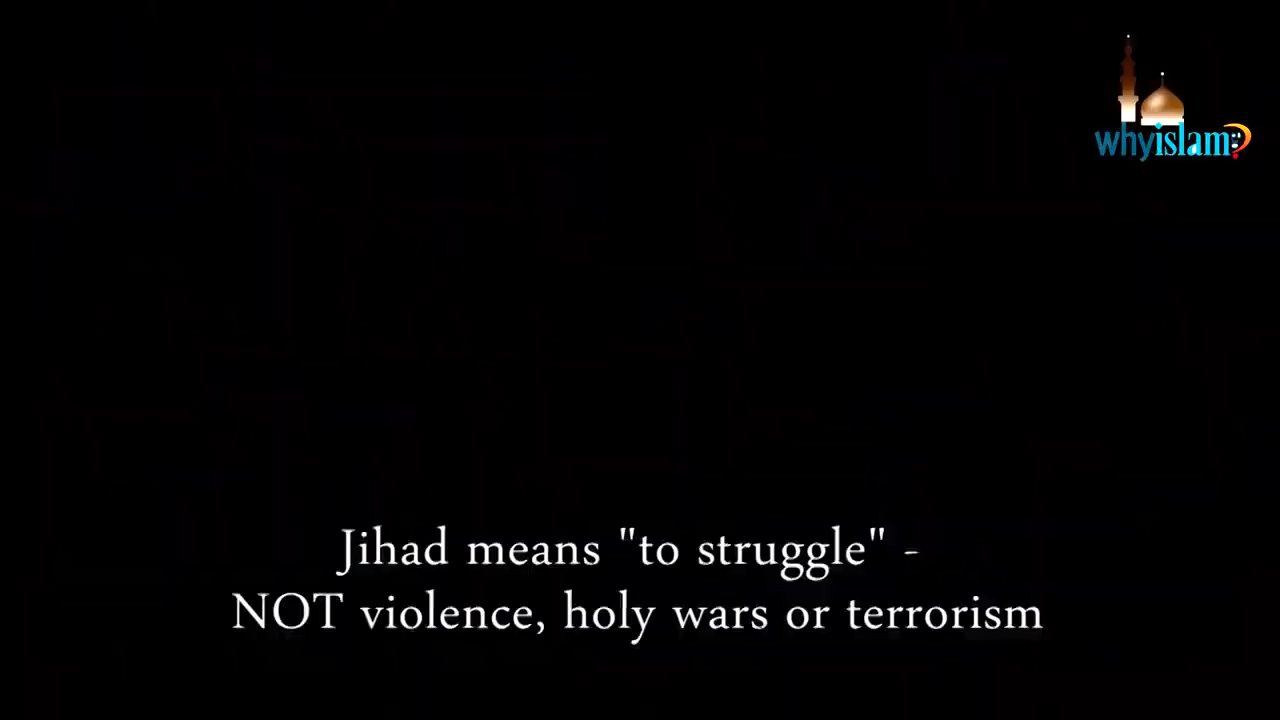 whyislam?
Jihad means "to struggle" -
NOT violence, holy wars or terrorism